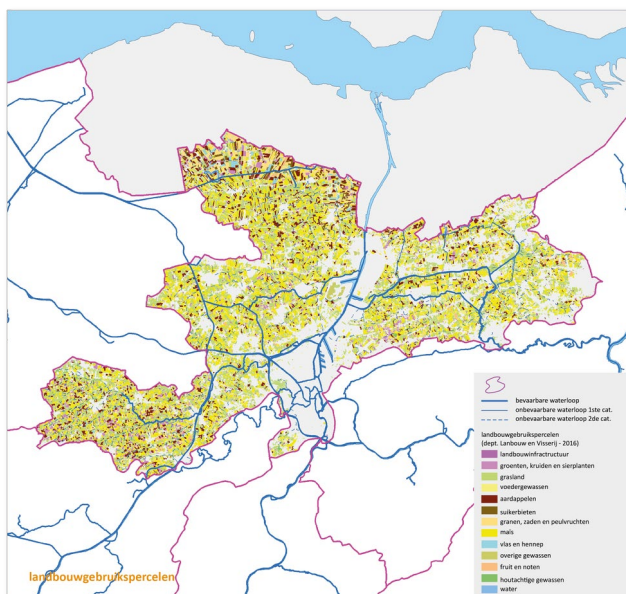 bevaarbare waterloop
onbevaarbare waterloop 1ste cat.
onbevaarbare waterloop 2de cat.
landbouwgebruikspercelen
(dept. Lanbouw en Visserij - 2016)
landbouwinfrastructuur
groenten, kruiden en sierplanten
grasland
voedergewassen
aardappelen
suikerbieten
granen, zaden en peulvruchten
maïs
vlas en hennep
overige gewassen
fruit en noten
houtachtige gewassen
water
landbouwgebruikspercelen